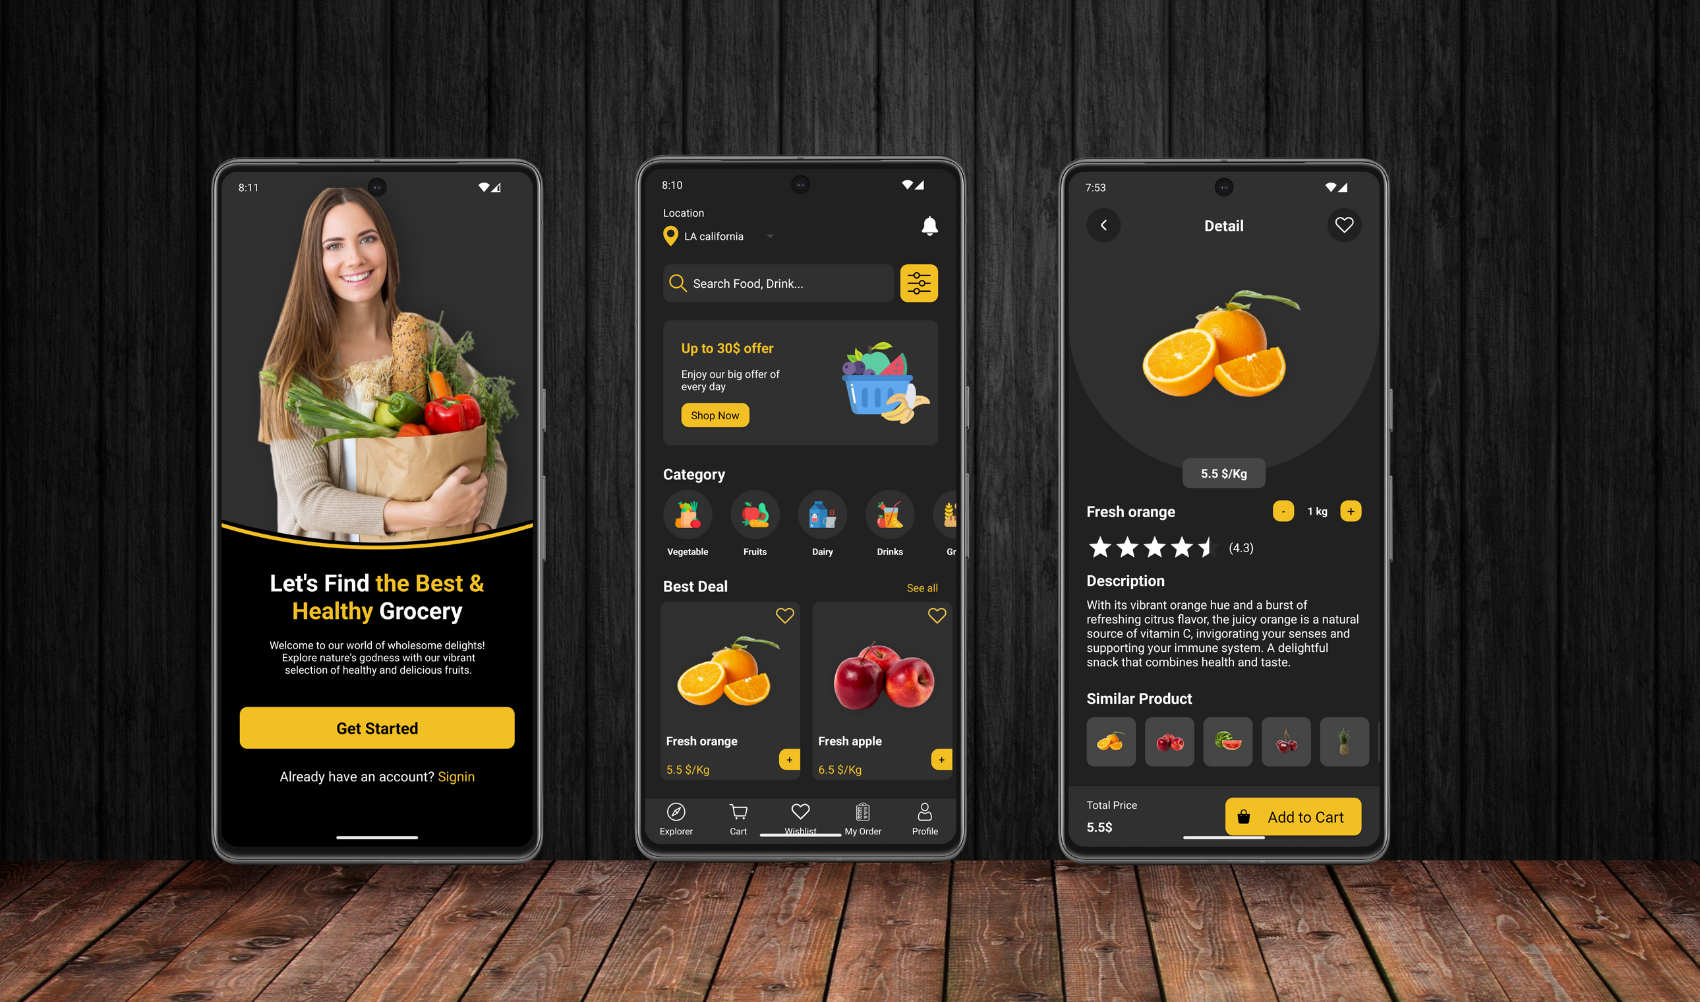 8:11
Let's Find the Best &
Healthy Grocery
Welcome to our world of wholesome delights!
Explore nature's godness with our vibrant
selection of healthy and delicious fruits.
Get Started
Already have an account? Signin
8:10
Location
LA california
Search Food, Drink...
Up to 30$ offer
Enjoy our big offer of
every day
Shop Now
Category
Vegetable Fruits Dairy Drinks Gr
Best Deal See all
Fresh orange Fresh apple
5.5 $/Kg + 6.5 $/Kg +
Explorer Cart Wishlist My Order Profile
7:53
Detail
5.5 $/Kg
Fresh orange - 1 kg +
(4.3)
Description
With its vibrant orange hue and a burst of
refreshing citrus flavor, the juicy orange is a natural
source of vitamin C, invigorating your senses and
supporting your immune system. A delightful
snack that combines health and taste.
Similar Product
Total Price
5.5$
Add to Cart